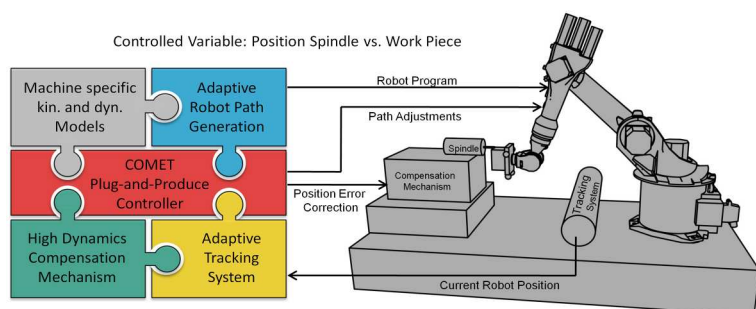 Controlled Variable: Position Spindle vs. Work Piece
Machine specific
kin. and dyn.
Models
Adaptive
Robot Path
Generation
COMET
Plug-and-Produce
Controller
High Dynamics
Compensation
Mechanism
Adaptive
Tracking
System
Robot Program
Path Adjustments
Position Error
Correction
Current Robot Position
Spindle
Compensation
Mechanism
Tracking
System